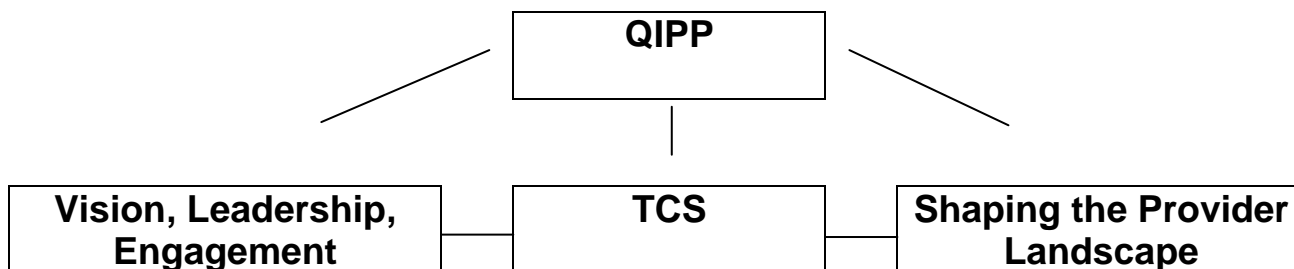 QIPP
Vision, Leadership,
Engagement
TCS
Shaping the Provider
Landscape